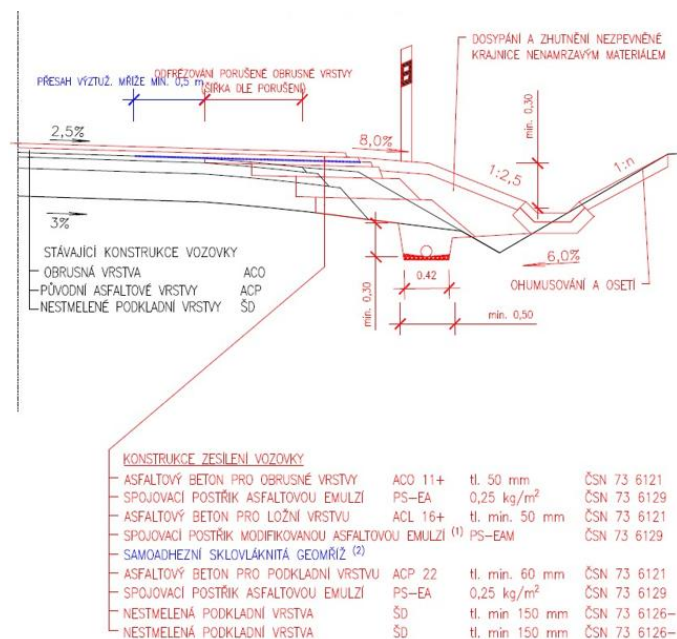 DOSYPÁNÍ A ZHUTNĚNÍ NEZPEVNĚNÉ
KRAJNICE NENAMRZAVÝM MATERIÁLEM
ODFRÉZOVÁNÍ PORUŠENÉ OBRUSNÉ VRSTVY
PŘESAH VÝZTUŽ. MŘÍŽE MIN. 0,5 m
(ŠÍŘKA DLE PORUŠENÍ)
min. 0,30
2,5%
8,0%
1:2,5
1:n
3%
6,0%
STÁVAJÍCÍ KONSTRUKCE VOZOVKY
OBRUSNÁ VRSTVA ACO
PŮVODNÍ ASFALTOVÉ VRSTVY ACP
NESTMELENÉ PODKLADNÍ VRSTVY ŠD
min. 0,30
0.42
min. 0,50
OHUMUSOVÁNÍ A OSETÍ
KONSTRUKCE ZESÍLENÍ VOZOVKY
ASFALTOVÝ BETON PRO OBRUSNÉ VRSTVY ACO 11+ tl. 50 mm ČSN 73 6121
SPOJOVACÍ POSTŘIK ASFALTOVOU EMULZÍ PS-EA 0,25 kg/m² ČSN 73 6129
ASFALTOVÝ BETON PRO LOŽNÍ VRSTVU ACL 16+ tl. min. 50 mm ČSN 73 6121
SPOJOVACÍ POSTŘIK MODIFIKOVANOU ASFALTOVOU EMULZÍ (1) PS-EAM ČSN 73 6129
SAMOADHEZNÍ SKLOVLÁKNITÁ GEOMŘÍŽ (2)
ASFALTOVÝ BETON PRO PODKLADNÍ VRSTVU ACP 22 tl. min. 60 mm ČSN 73 6121
SPOJOVACÍ POSTŘIK ASFALTOVOU EMULZÍ PS-EA 0,25 kg/m² ČSN 73 6129
NESTMELENÁ PODKLADNÍ VRSTVA ŠD tl. min 150 mm ČSN 73 6126-
NESTMELENÁ PODKLADNÍ VRSTVA ŠD tl. min 150 mm ČSN 73 6126-